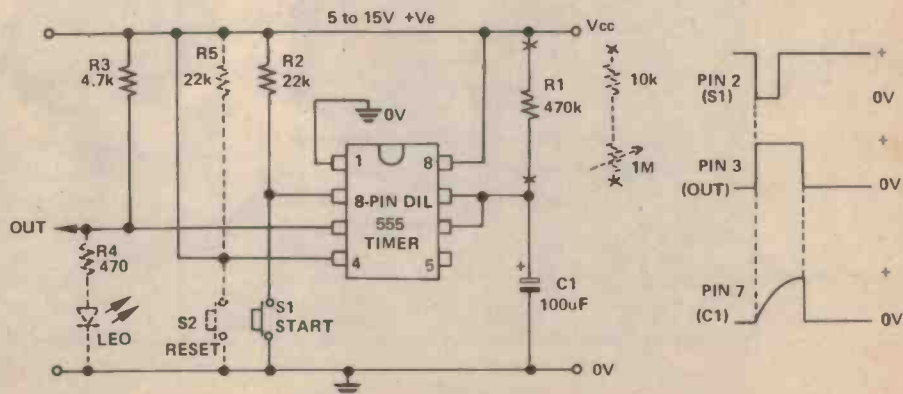 5 to 15V +Ve
Vcc
R3
4.7k
R5
22k
R2
22k
0V
R1
470k
10k
1M
1
8
8-PIN DIL
555
TIMER
4
5
OUT
R4
470
LEO
S2
RESET
S1
START
+
C1
100uF
0V
PIN 2
(S1)
+
0V
PIN 3
(OUT)
+
0V
PIN 7
(C1)
+
0V